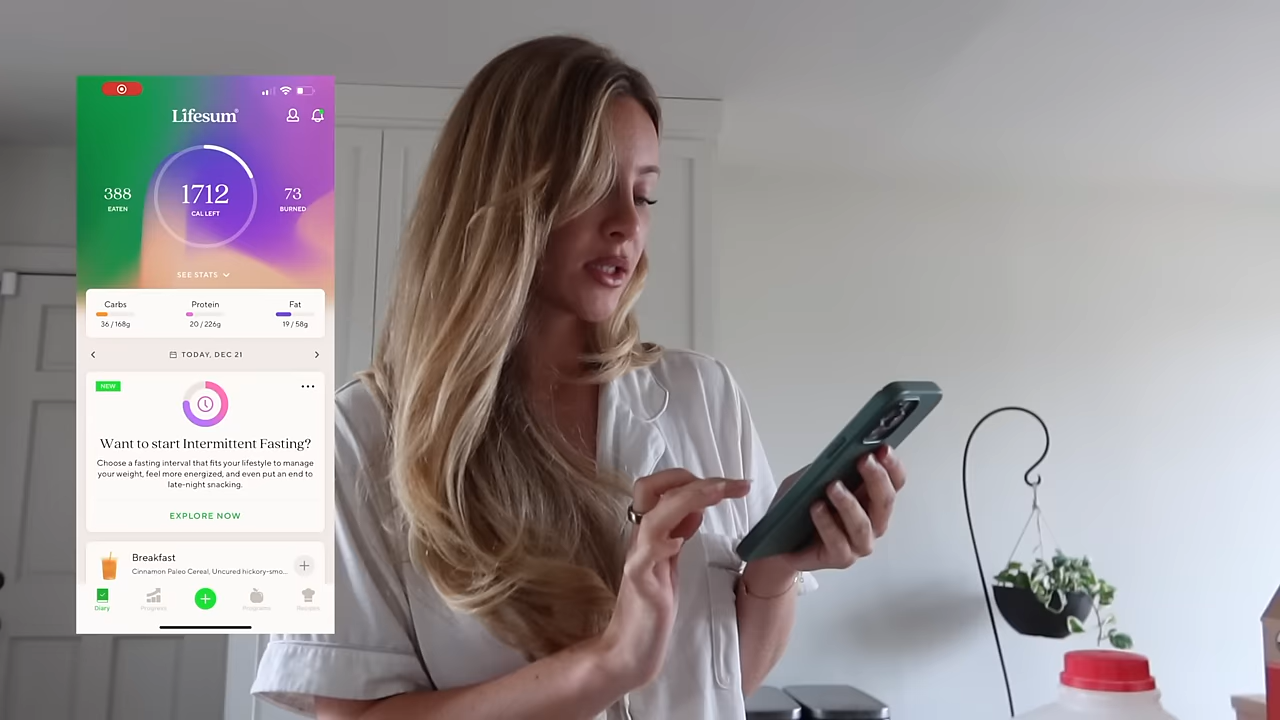 Lifesum®
388
EATEN
1712
CAL LEFT
73
BURNED
SEE STATS
Carbs
Protein
Fat
36 / 168g
20 / 226g
19 / 58g
TODAY, DEC 21
NEW
Want to start Intermittent Fasting?
Choose a fasting interval that fits your lifestyle to manage
your weight, feel more energized, and even put an end to
late-night snacking.
EXPLORE NOW
Breakfast
Cinnamon Paleo Cereal, Uncured hickory-smo...
Diary
Progress
Programs
Recipes